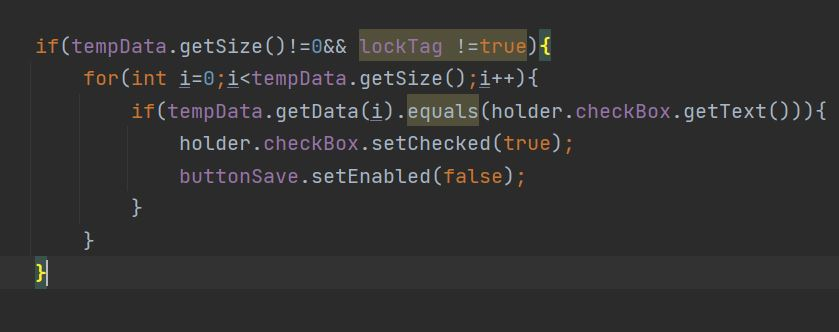 if(tempData.getSize()!=0&& lockTag !=true){
for(int i=0;i<tempData.getSize();i++){
if(tempData.getData(i).equals(holder.checkBox.getText())){
holder.checkBox.setChecked(true);
buttonSave.setEnabled(false);
}
}
}